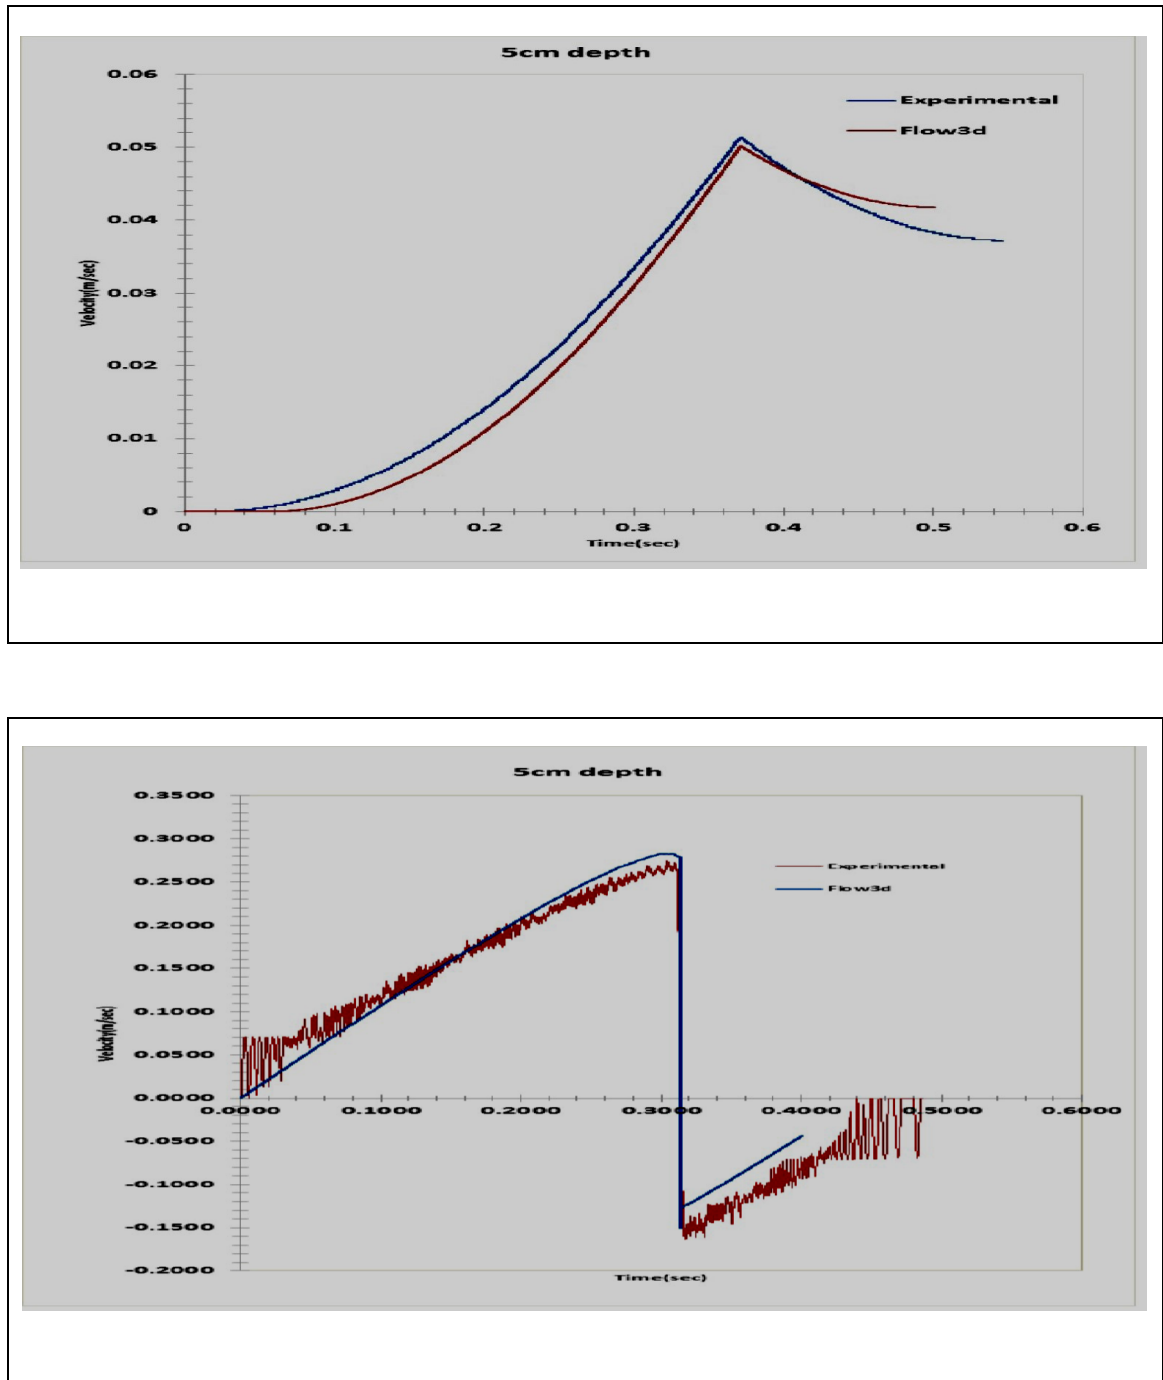 5cm depth
0.06
Experimental
Flow3d
0.05
0.04
0.03
Velocity(m/sec)
0.02
0.01
0
0 0.1 0.2 0.3 0.4 0.5 0.6
Time(sec)
5cm depth
0.3500
0.3000
Experimental
Flow3d
0.2500
0.2000
0.1500
0.1000
Velocity(m/sec)
0.0500
0.0000
0.0000 0.1000 0.2000 0.3000 0.4000 0.5000 0.6000
-0.0500
-0.1000
-0.1500
-0.2000
Time(sec)